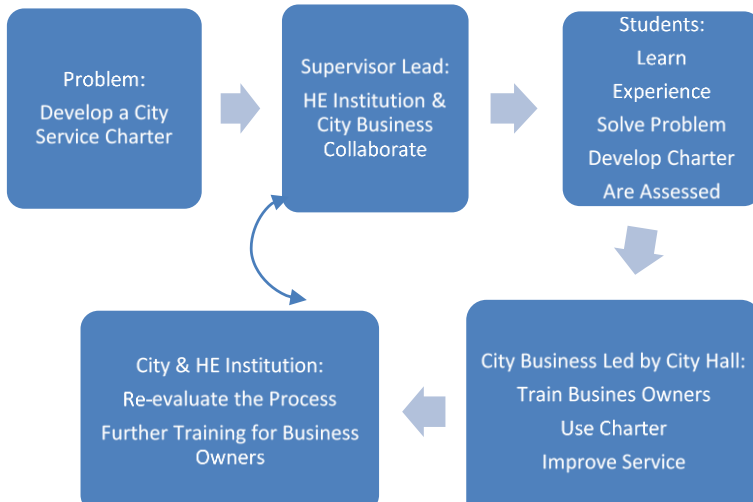 Problem:
Develop a City
Service Charter
Supervisor Lead:
HE Institution &
City Business
Collaborate
Students:
Learn
Experience
Solve Problem
Develop Charter
Are Assessed
City Business Led by City Hall:
Train Busines Owners
Use Charter
Improve Service
City & HE Institution:
Re-evaluate the Process
Further Training for Business
Owners